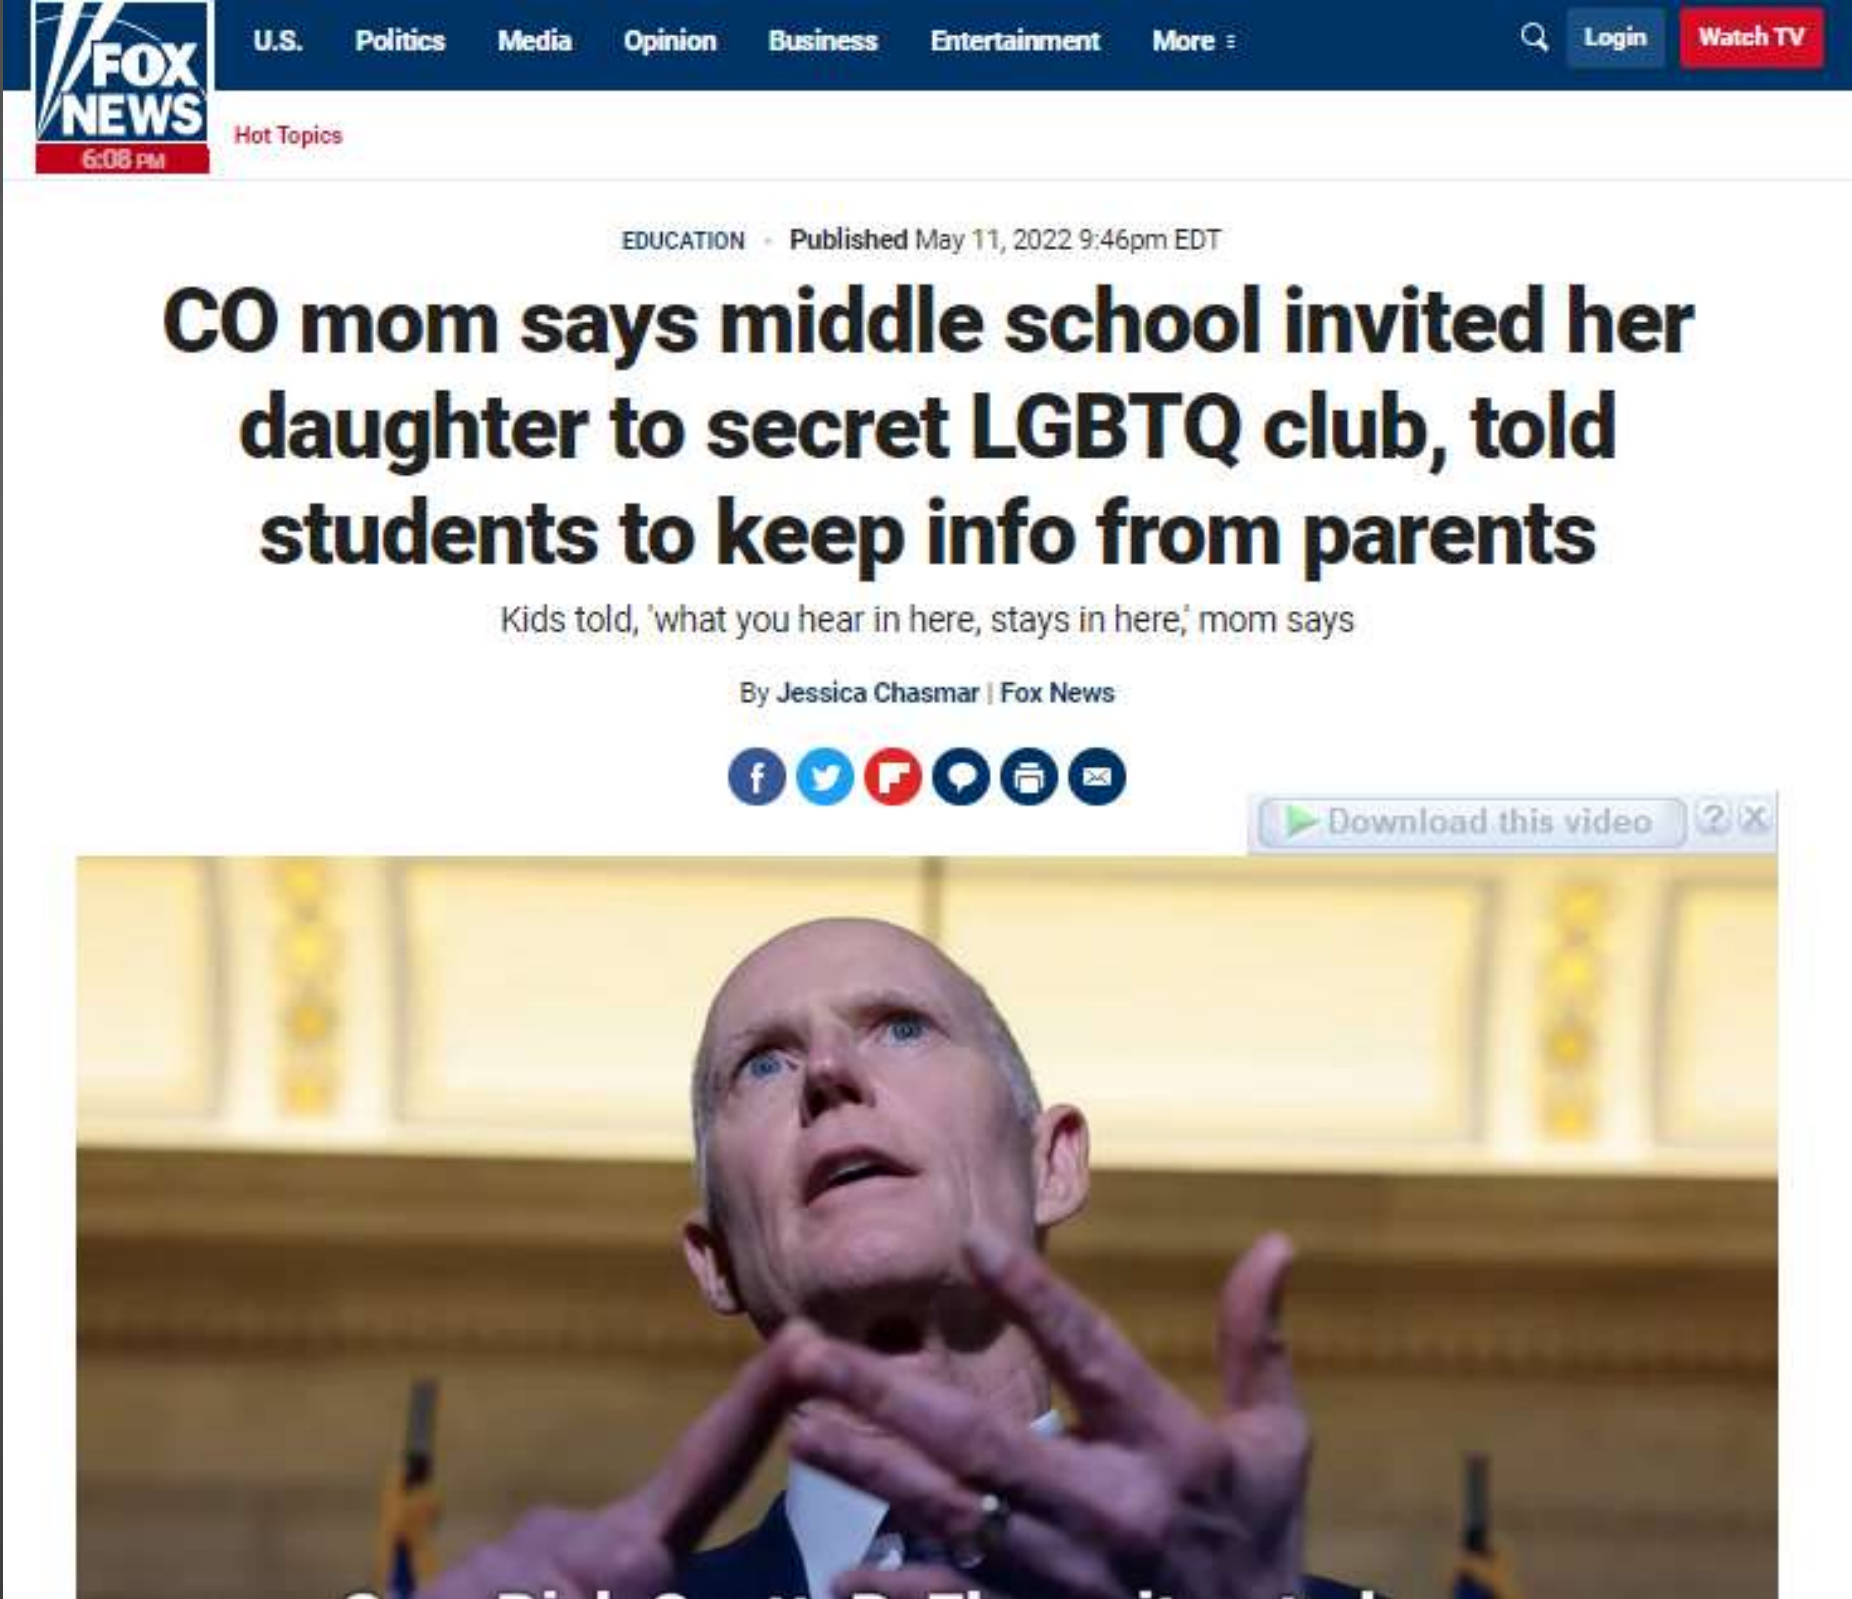 FOX
NEWS
6:08 PM
U.S. Politics Media Opinion Business Entertainment More
Login
Watch TV
Hot Topics
EDUCATION · Published May 11, 2022 9:46pm EDT
CO mom says middle school invited her
daughter to secret LGBTQ club, told
students to keep info from parents
Kids told, 'what you hear in here, stays in here,' mom says
By Jessica Chasmar | Fox News
Download this video ? X